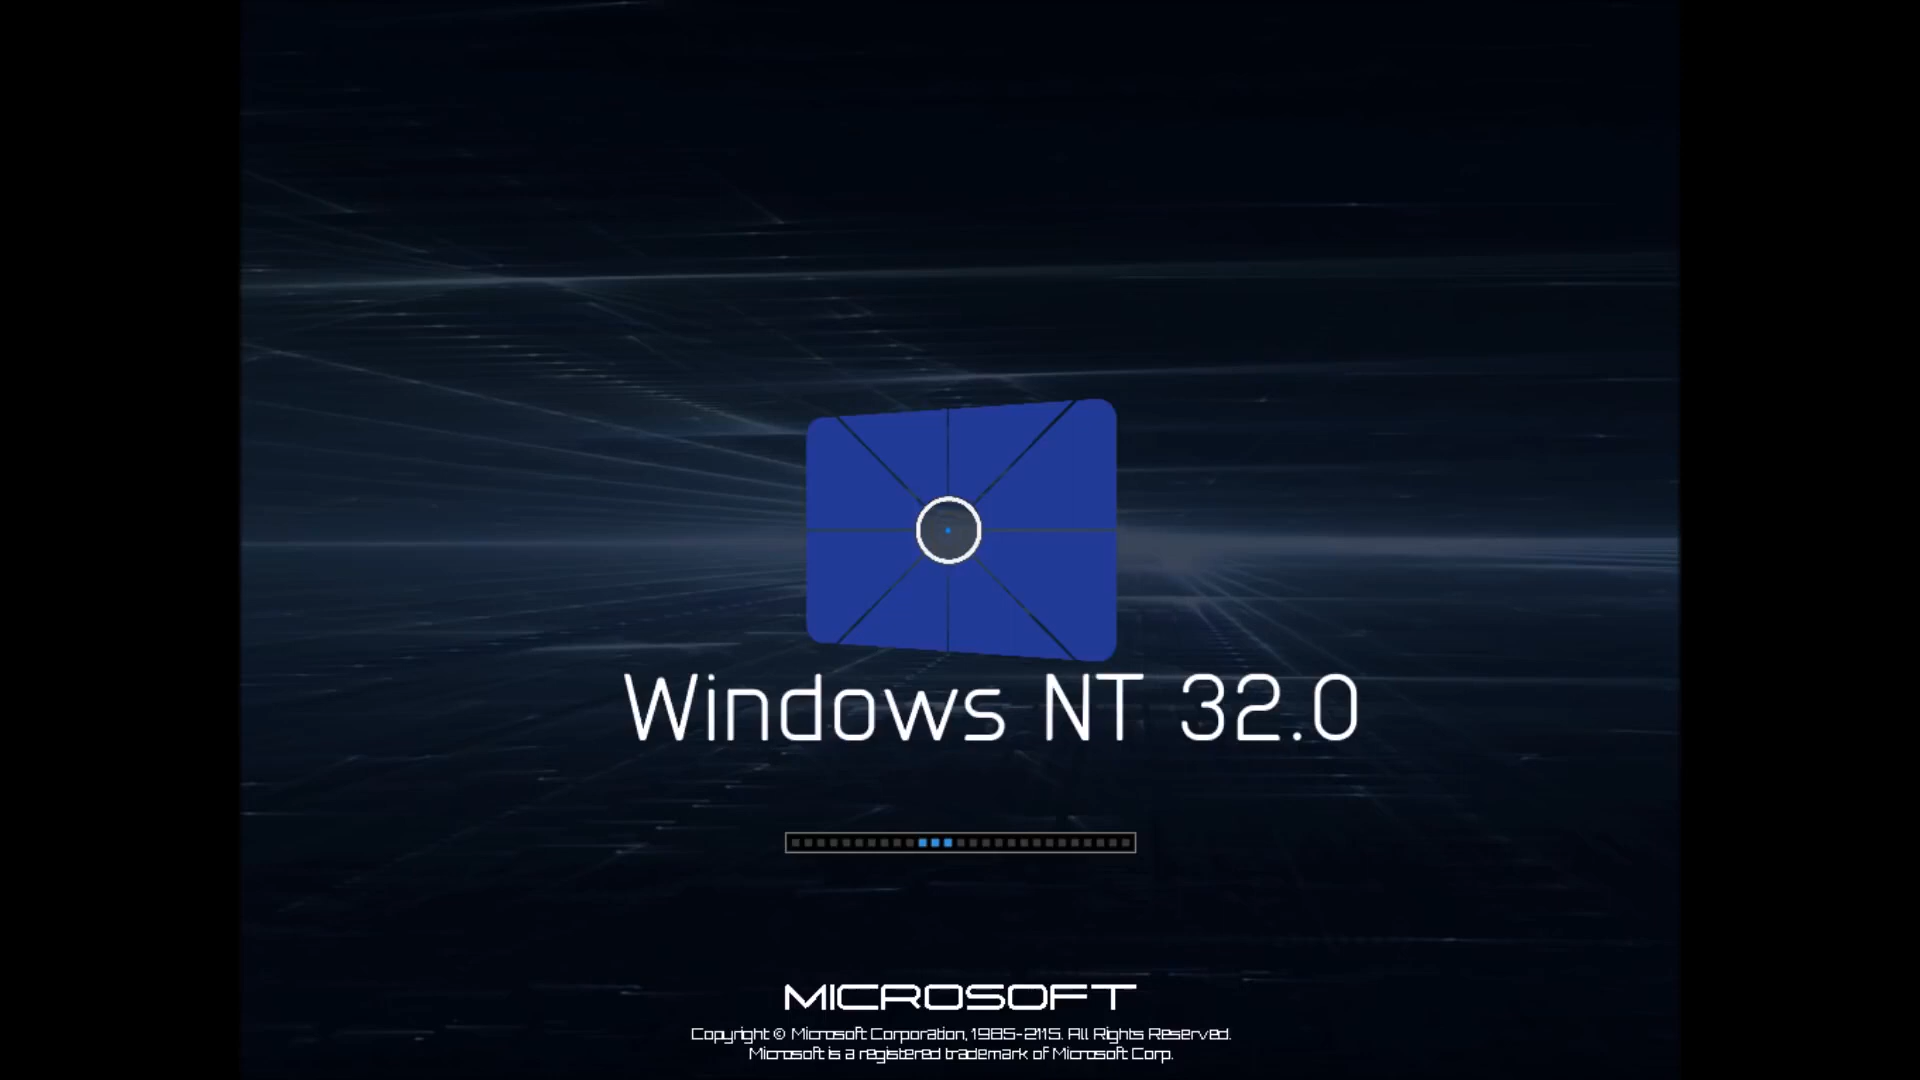 Windows NT 32.0
MICROSOFT
Copyright © Microsoft Corporation, 1985-2115. All Rights Reserved.
Microsoft is a registered trademark of Microsoft Corp.